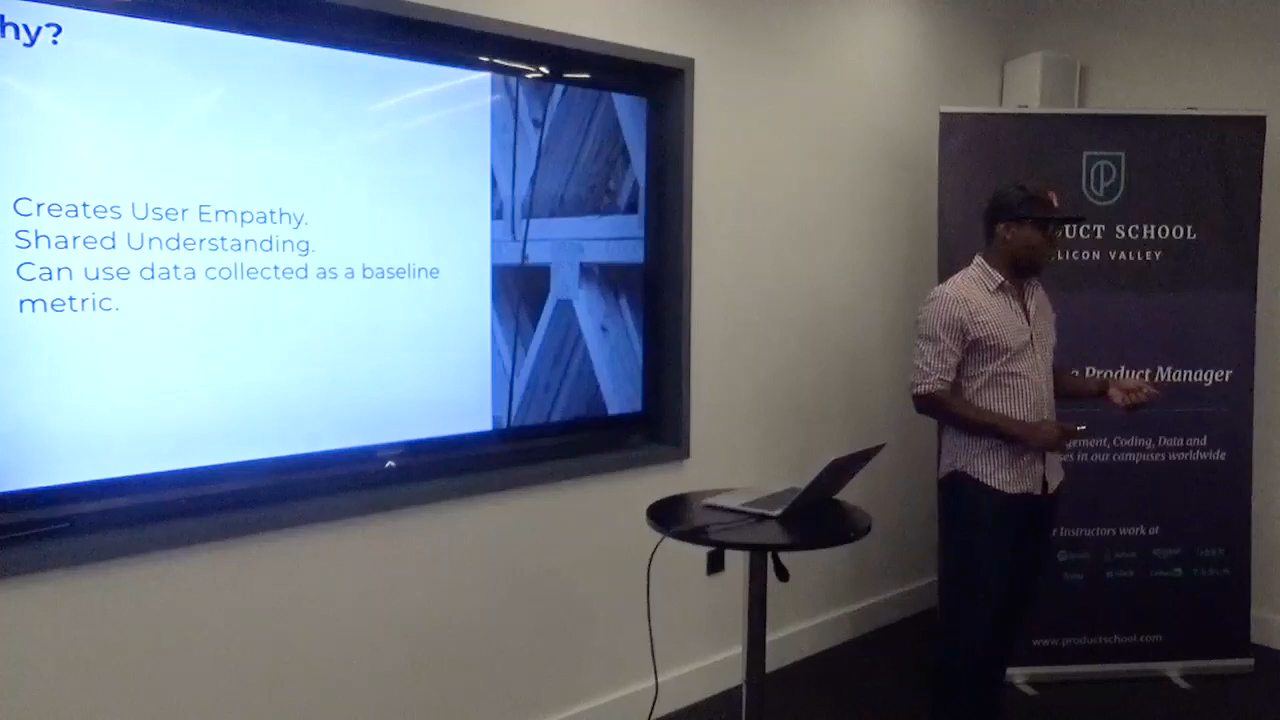 hy?
Creates User Empathy.
Shared Understanding.
Can use data collected as a baseline
metric.
P
UCT SCHOOL
LICON VALLEY
Product Manager
gement, Coding, Data and
ses in our campuses worldwide
r Instructors work at
www.productschool.com